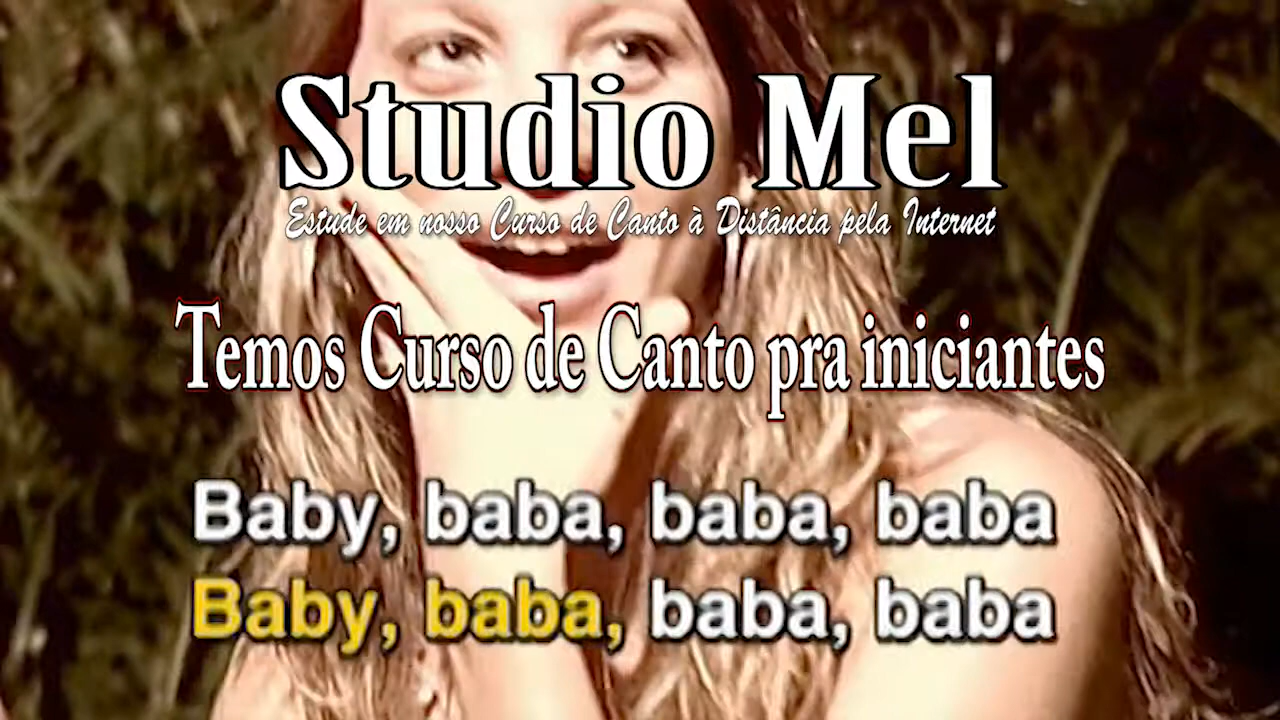 Studio Mel
Estude em nosso Curso de Canto à Distância pela Internet
Temos Curso de Canto pra iniciantes
Baby, baba, baba, baba
Baby, baba, baba, baba